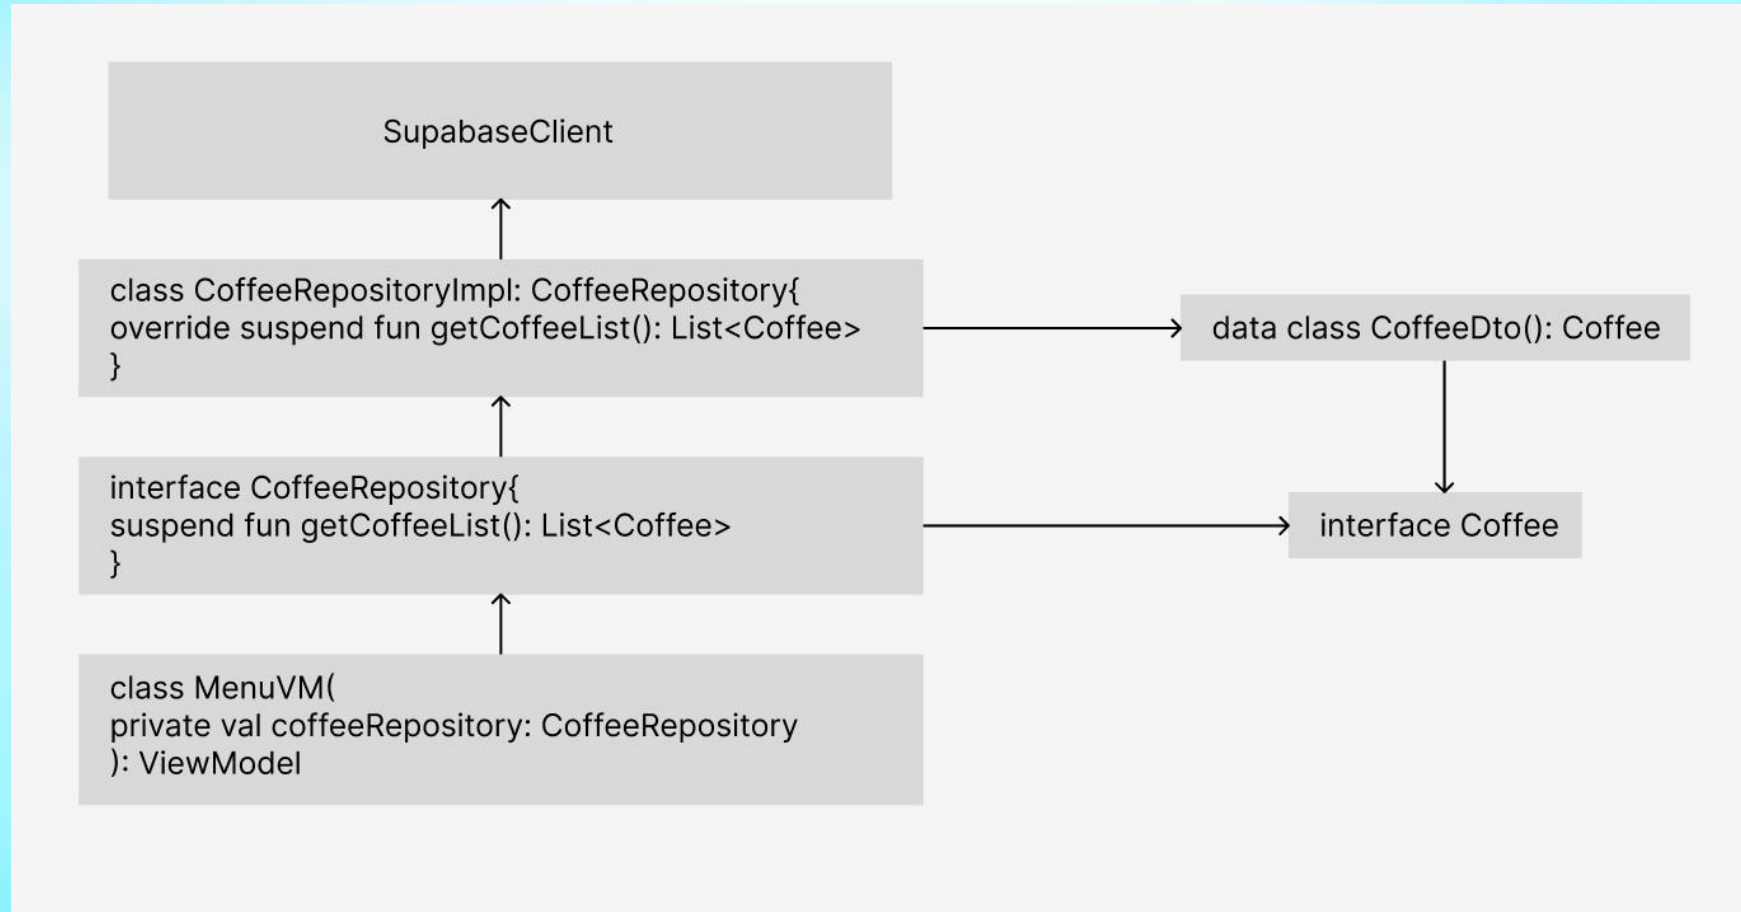 SupabaseClient
class CoffeeRepositoryImpl: CoffeeRepository{
override suspend fun getCoffeeList(): List<Coffee>
}
data class CoffeeDto(): Coffee
interface CoffeeRepository{
suspend fun getCoffeeList(): List<Coffee>
}
interface Coffee
class MenuVM(
private val coffeeRepository: CoffeeRepository
): ViewModel